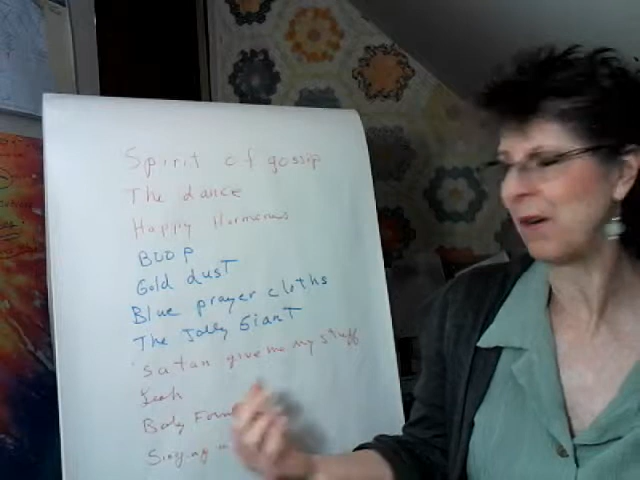 Spirit of gossip
The dance
Happy Hormones
BOOP
Gold dust
Blue prayer cloths
The Jolly Giant
satan give me my stuff
Leah
Body
Singing